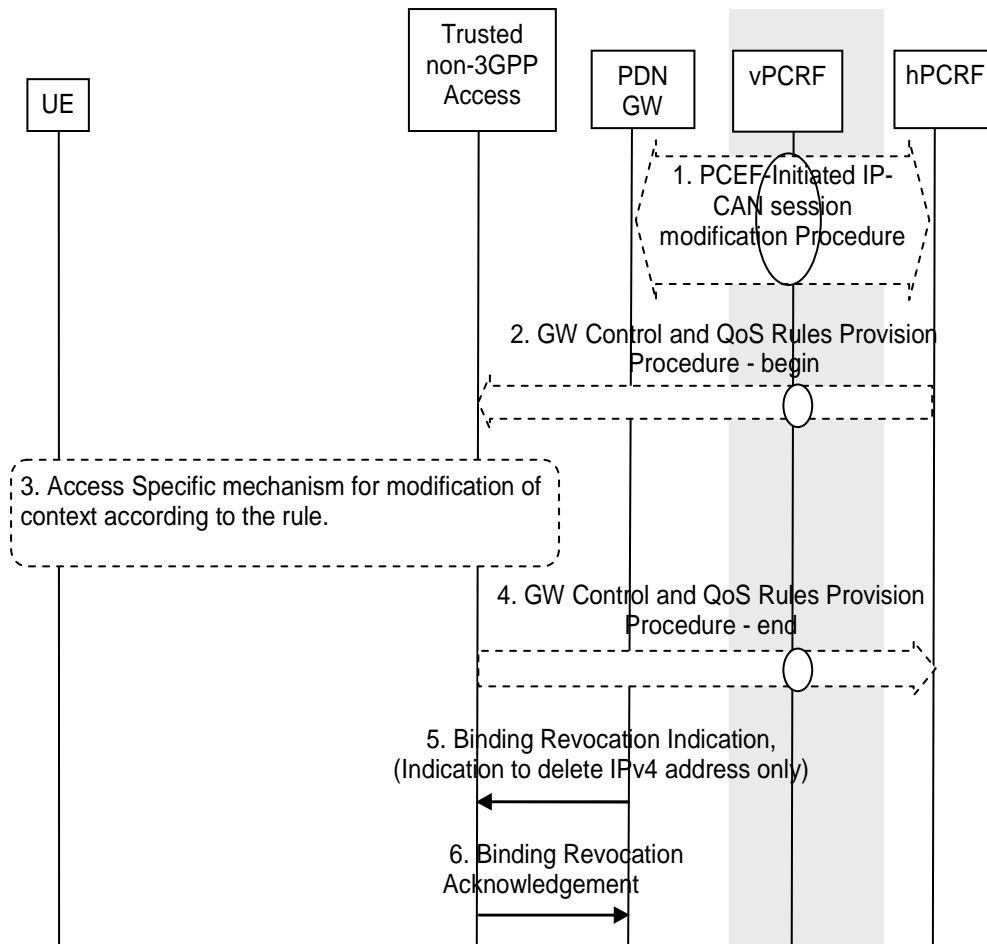 UE
Trusted
non-3GPP
Access
PDN
GW
vPCRF
hPCRF
1. PCEF-Initiated IP-
CAN session
modification Procedure
2. GW Control and QoS Rules Provision
Procedure - begin
3. Access Specific mechanism for modification of
context according to the rule.
4. GW Control and QoS Rules Provision
Procedure - end
5. Binding Revocation Indication,
(Indication to delete IPv4 address only)
6. Binding Revocation
Acknowledgement